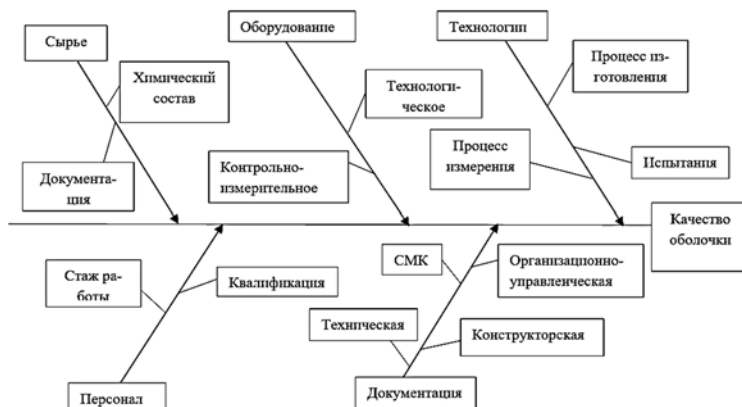 Сырье
Оборудование
Технологии
Химический
состав
Технологи-
ческое
Процесс из-
готовления
Документа-
ция
Контрольно-
измерительное
Процесс
измерения
Испытания
Качество
оболочки
Стаж ра-
боты
Квалификация
СМК
Организационно-
управленческая
Техническая
Конструкторская
Персонал
Документация